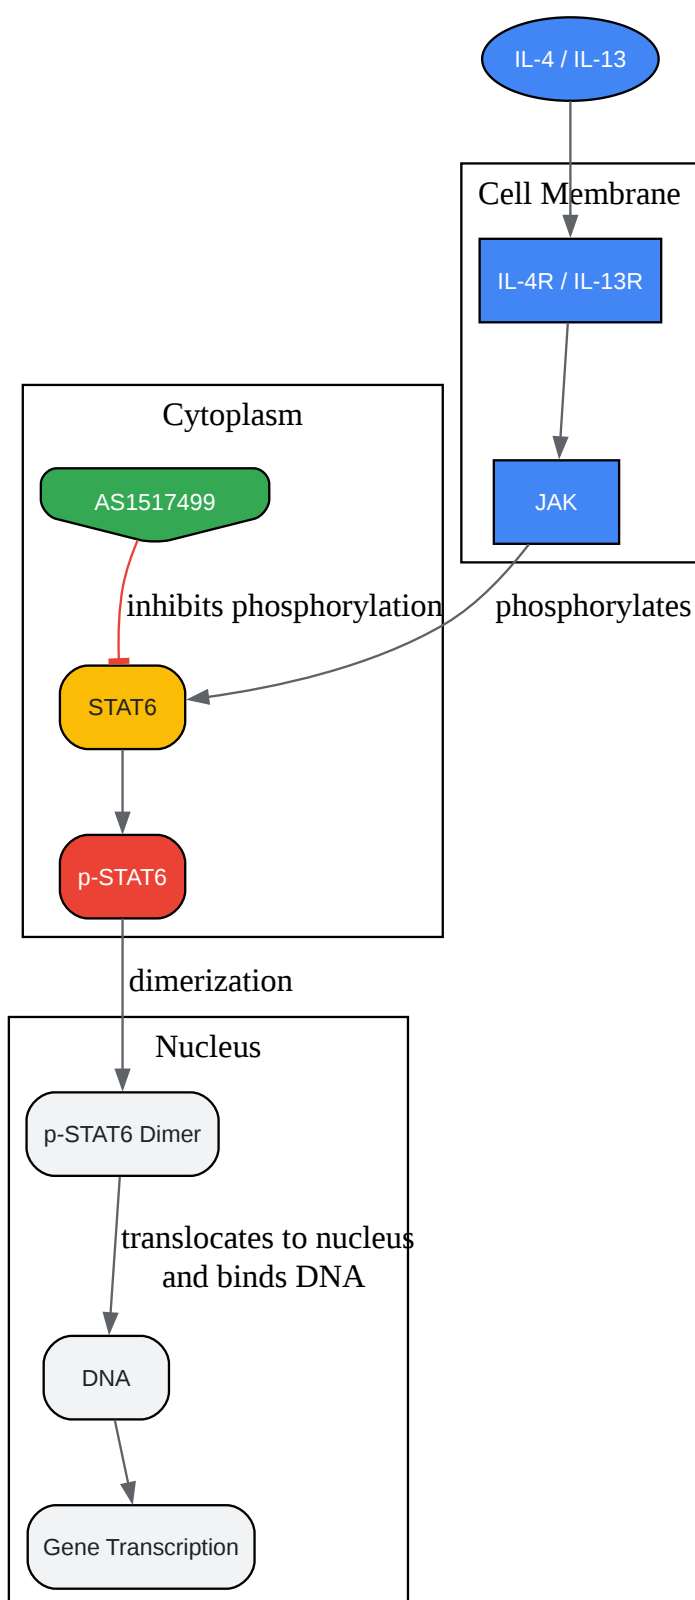 IL-4 / IL-13
Cell Membrane
IL-4R / IL-13R
Cytoplasm
AS1517499
JAK
inhibits phosphorylation
phosphorylates
STAT6
p-STAT6
dimerization
Nucleus
p-STAT6 Dimer
translocates to nucleus
and binds DNA
DNA
Gene Transcription